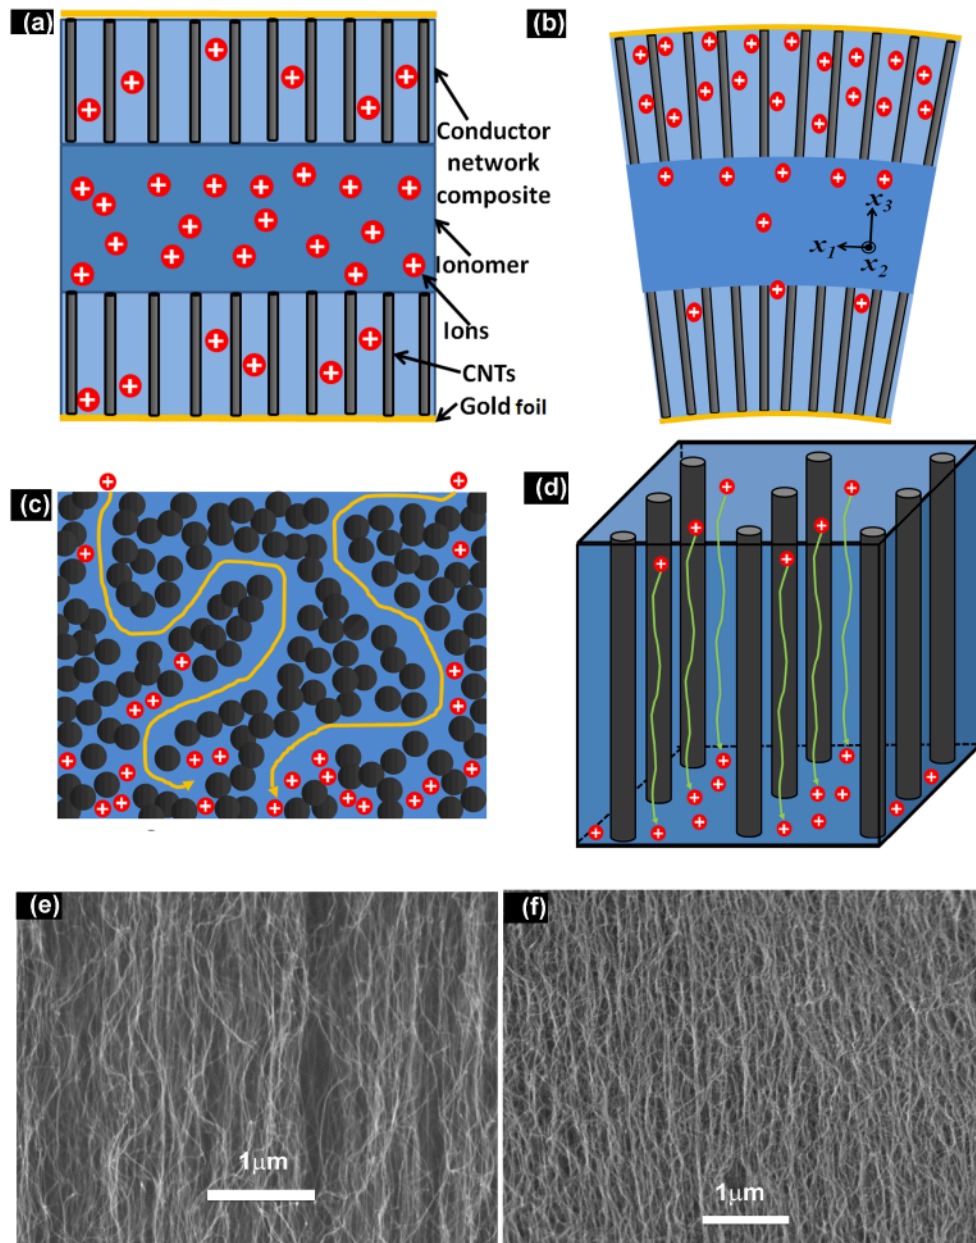 (a)
(b)
Conductor
network
composite
Ionomer
Ions
CNTs
Gold foil
x3
x1
x2
(c)
(d)
(e)
(f)
1μm
1μm